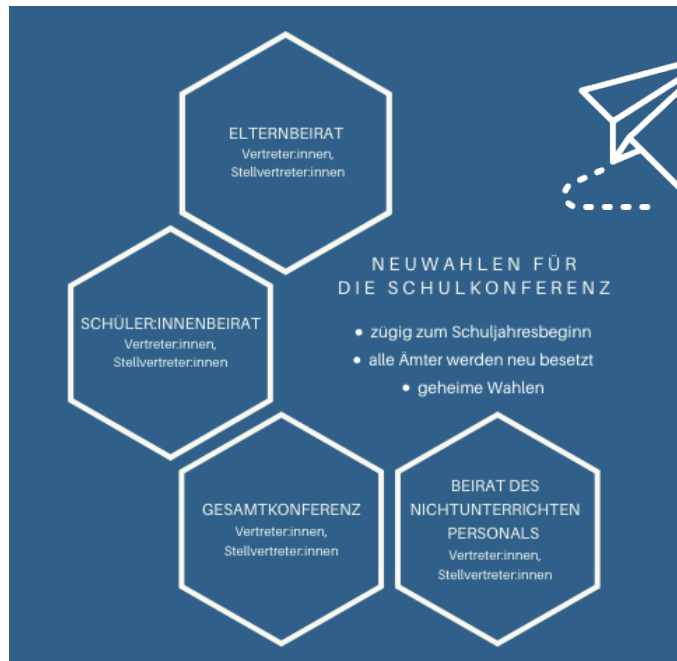 ELTERNBEIRAT
Vertreter:innen,
Stellvertreter:innen
NEUWAHLEN FÜR
DIE SCHULKONFERENZ
• zügig zum Schuljahresbeginn
• alle Ämter werden neu besetzt
• geheime Wahlen
SCHÜLER:INNENBEIRAT
Vertreter:innen,
Stellvertreter:innen
GESAMTKONFERENZ
Vertreter:innen,
Stellvertreter:innen
BEIRAT DES
NICHTUNTERRICHTEN
PERSONALS
Vertreter:innen,
Stellvertreter:innen